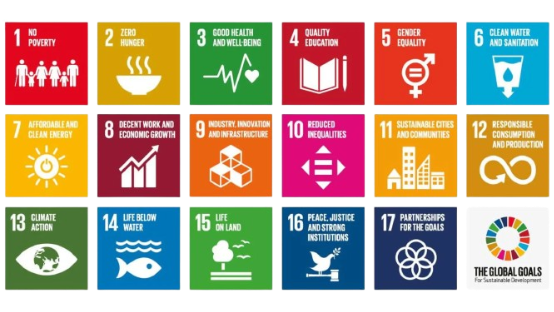 1 NO
POVERTY
2 ZERO
HUNGER
3 GOOD HEALTH
AND WELL-BEING
4 QUALITY
EDUCATION
5 GENDER
EQUALITY
6 CLEAN WATER
AND SANITATION
7 AFFORDABLE AND
CLEAN ENERGY
8 DECENT WORK AND
ECONOMIC GROWTH
9 INDUSTRY, INNOVATION
AND INFRASTRUCTURE
10 REDUCED
INEQUALITIES
11 SUSTAINABLE CITIES
AND COMMUNITIES
12 RESPONSIBLE
CONSUMPTION
AND PRODUCTION
13 CLIMATE
ACTION
14 LIFE BELOW
WATER
15 LIFE
ON LAND
16 PEACE, JUSTICE
AND STRONG
INSTITUTIONS
17 PARTNERSHIPS
FOR THE GOALS
THE GLOBAL GOALS
For Sustainable Development